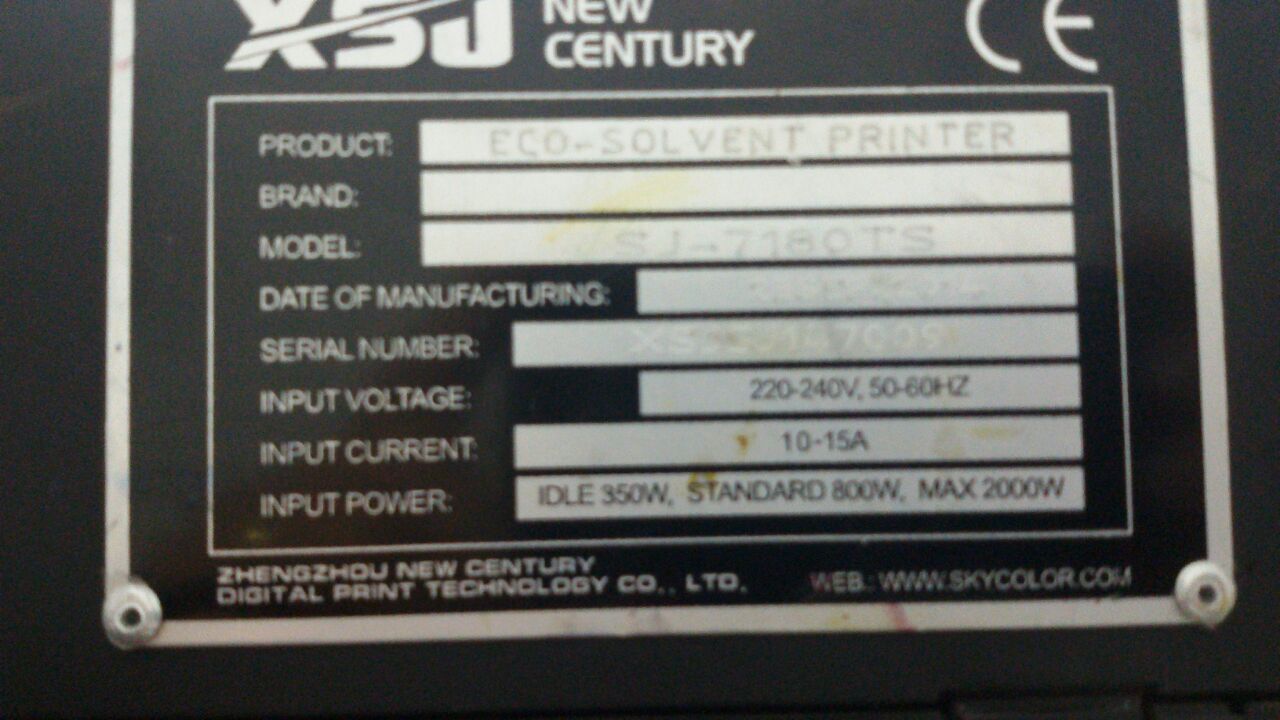 XSJ NEW
CENTURY CE
PRODUCT: ECO-SOLVENT PRINTER
BRAND:
MODEL: SJ-7160TS
DATE OF MANUFACTURING:
SERIAL NUMBER:
INPUT VOLTAGE: 220-240V, 50-60HZ
INPUT CURRENT: 10-15A
INPUT POWER: IDLE 350W, STANDARD 800W, MAX 2000W
ZHENGZHOU NEW CENTURY
DIGITAL PRINT TECHNOLOGY CO., LTD.
WEB.: WWW.SKYCOLOR.COM